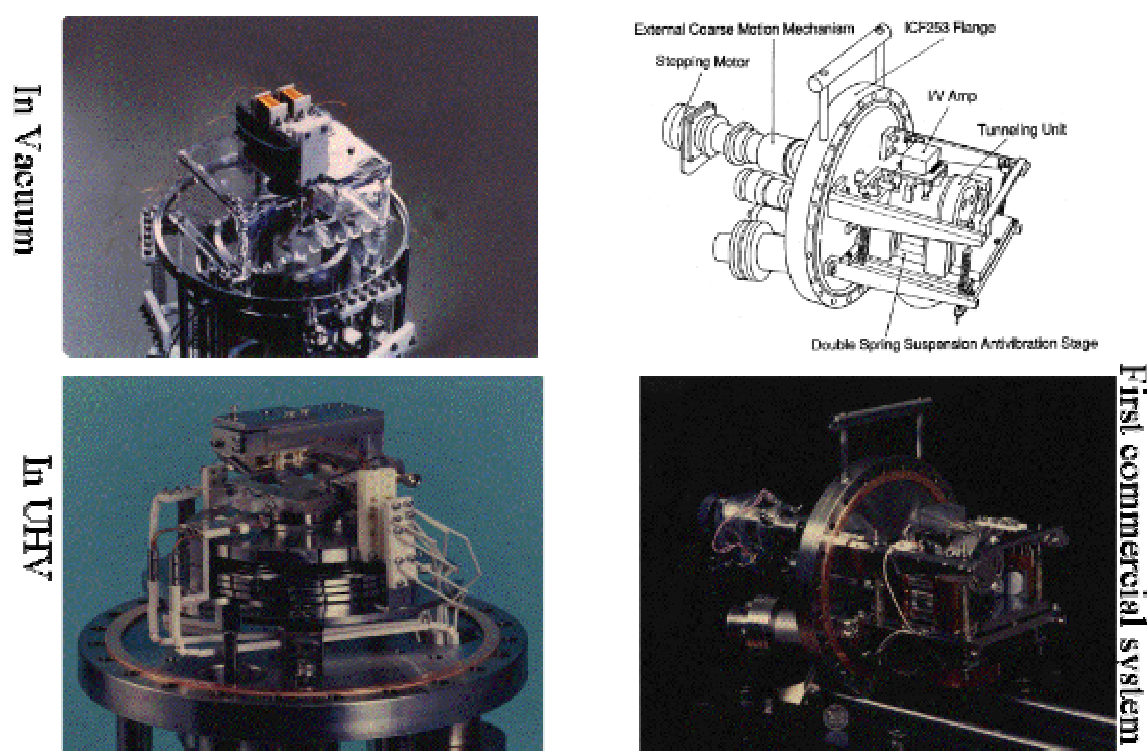 In Vacuum
External Coarse Motion Mechanism
ICF253 Flange
Stepping Motor
I/V Amp
Tunneling Unit
Double Spring Suspension Antivibration Stage
In UHV
First commercial system